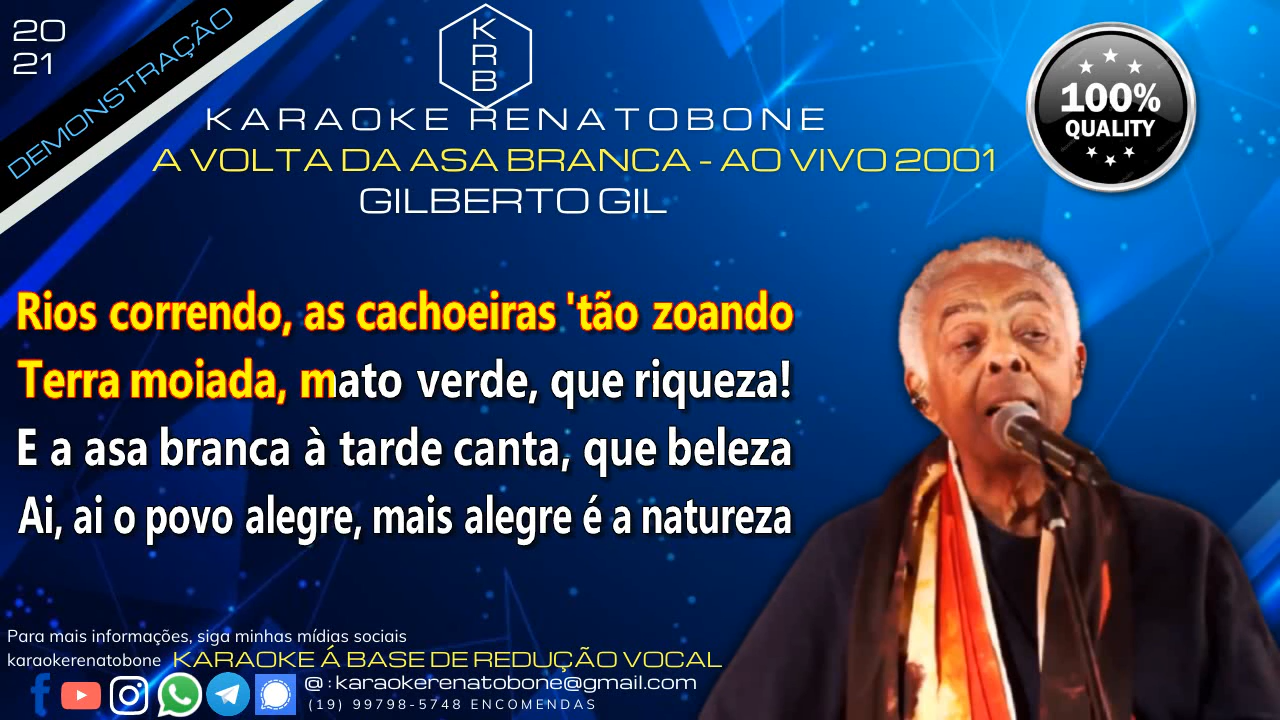 20
21
DEMONSTRAÇÃO
K
R
B
KARAOKE RENATOBONE
A VOLTA DA ASA BRANCA - AO VIVO 2001
GILBERTO GIL
100%
QUALITY
Rios correndo, as cachoeiras 'tão zoando
Terra moiada, mato verde, que riqueza!
E a asa branca à tarde canta, que beleza
Ai, ai o povo alegre, mais alegre é a natureza
Para mais informações, siga minhas mídias sociais
karaokerenatobone KARAOKE Á BASE DE REDUÇÃO VOCAL
@ : karaokerenatobone@gmail.com
(19) 99798-5748 ENCOMENDAS